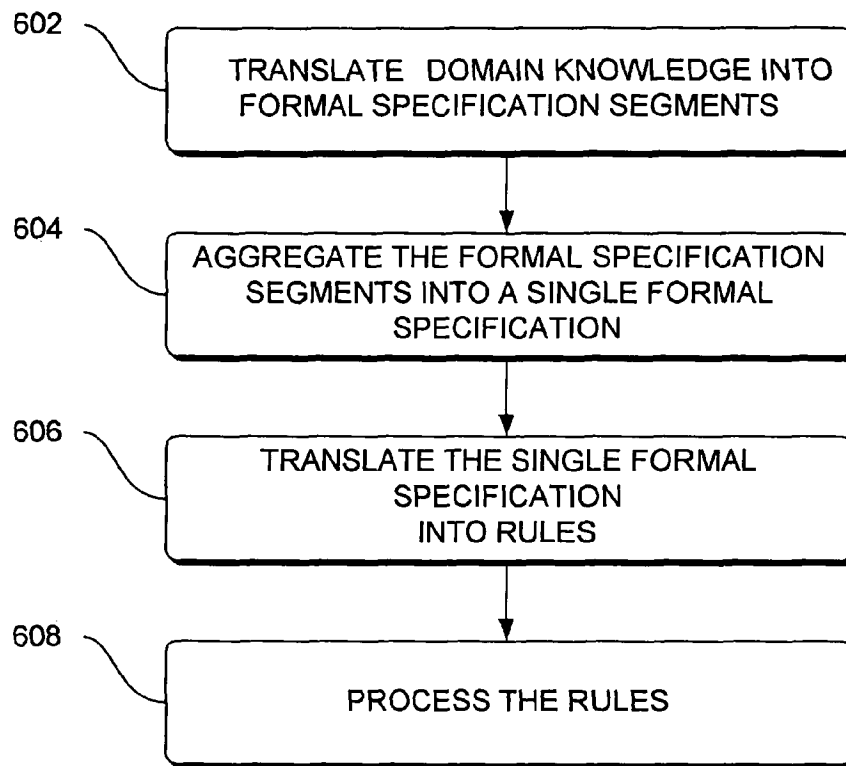 602
TRANSLATE DOMAIN KNOWLEDGE INTO
FORMAL SPECIFICATION SEGMENTS
604
AGGREGATE THE FORMAL SPECIFICATION
SEGMENTS INTO A SINGLE FORMAL
SPECIFICATION
606
TRANSLATE THE SINGLE FORMAL
SPECIFICATION
INTO RULES
608
PROCESS THE RULES